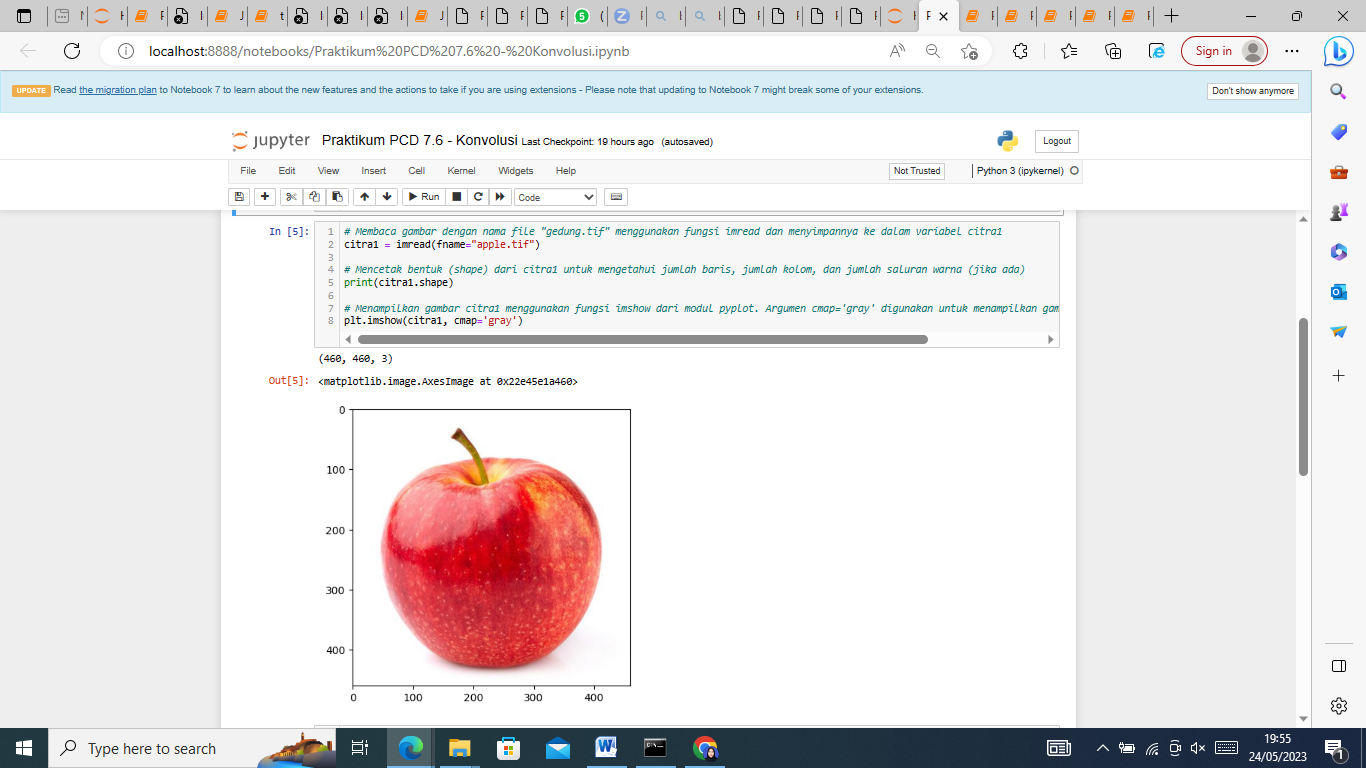 localhost:8888/notebooks/Praktikum%20PCD%207.6%20-%20Konvolusi.ipynb
Sign in
UPDATE Read the migration plan to Notebook 7 to learn about the new features and the actions to take if you are using extensions - Please note that updating to Notebook 7 might break some of your extensions.
Don't show anymore
jupyter Praktikum PCD 7.6 - Konvolusi Last Checkpoint: 19 hours ago (autosaved)
Logout
File Edit View Insert Cell Kernel Widgets Help
Not Trusted
Python 3 (ipykernel)
Run
Code
In [5]:
1 # Membaca gambar dengan nama file "gedung.tif" menggunakan fungsi imread dan menyimpannya ke dalam variabel citra1
2 citra1 = imread(fname="apple.tif")
3
4 # Mencetak bentuk (shape) dari citra1 untuk mengetahui jumlah baris, jumlah kolom, dan jumlah saluran warna (jika ada)
5 print(citra1.shape)
6
7 # Menampilkan gambar citra1 menggunakan fungsi imshow dari modul pyplot. Argumen cmap='gray' digunakan untuk menampilkan gam
8 plt.imshow(citra1, cmap='gray')
(460, 460, 3)
Out[5]: <matplotlib.image.AxesImage at 0x22e45e1a460>
0
100
200
300
400
0 100 200 300 400
Type here to search
19:55
24/05/2023
1